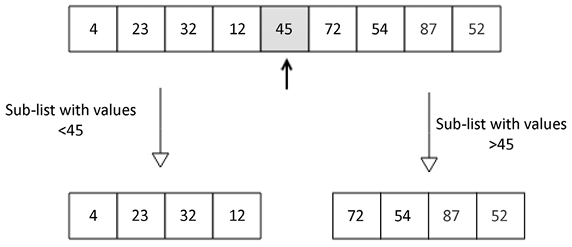 4 23 32 12 45 72 54 87 52
Sub-list with values
<45
Sub-list with values
>45
4 23 32 12
72 54 87 52